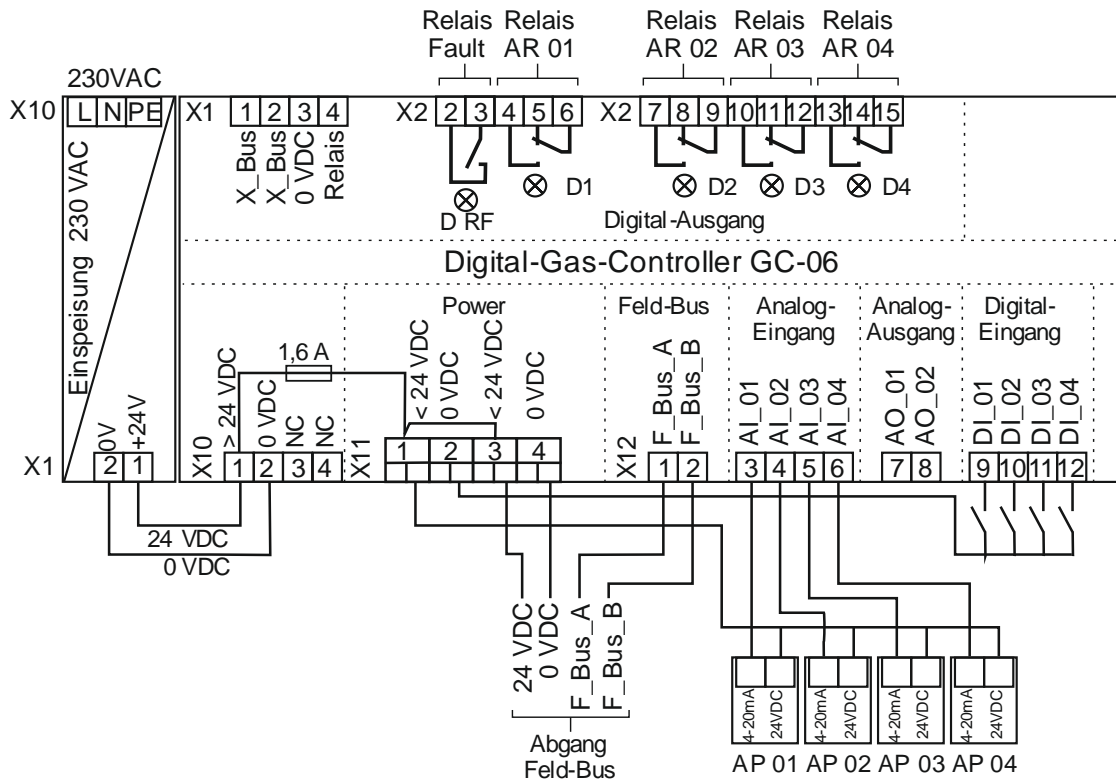 Relais Fault
Relais AR 01
Relais AR 02
Relais AR 03
Relais AR 04
230VAC
X10 L N PE
X1 1 2 3 4
X2 2 3 4 5 6
X2 7 8 9 10 11 12 13 14 15
X_Bus
X_Bus
0 VDC
Relais
D RF
D1
D2
D3
D4
Digital-Ausgang
Einspeisung 230 VAC
Digital-Gas-Controller GC-06
Power
Feld-Bus
Analog-
Eingang
Analog-
Ausgang
Digital-
Eingang
1,6 A
0V
+24V
> 24 VDC
0 VDC
NC
NC
< 24 VDC
0 VDC
< 24 VDC
0 VDC
F_Bus_A
F_Bus_B
AI_01
AI_02
AI_03
AI_04
AO_01
AO_02
DI_01
DI_02
DI_03
DI_04
X1 2 1
X10 1 2 3 4
X11 1 2 3 4
X12 1 2
3 4 5 6
7 8
9 10 11 12
24 VDC
0 VDC
24 VDC
0 VDC
F_Bus_A
F_Bus_B
Abgang
Feld-Bus
4-20mA
24VDC
4-20mA
24VDC
4-20mA
24VDC
4-20mA
24VDC
AP 01 AP 02 AP 03 AP 04